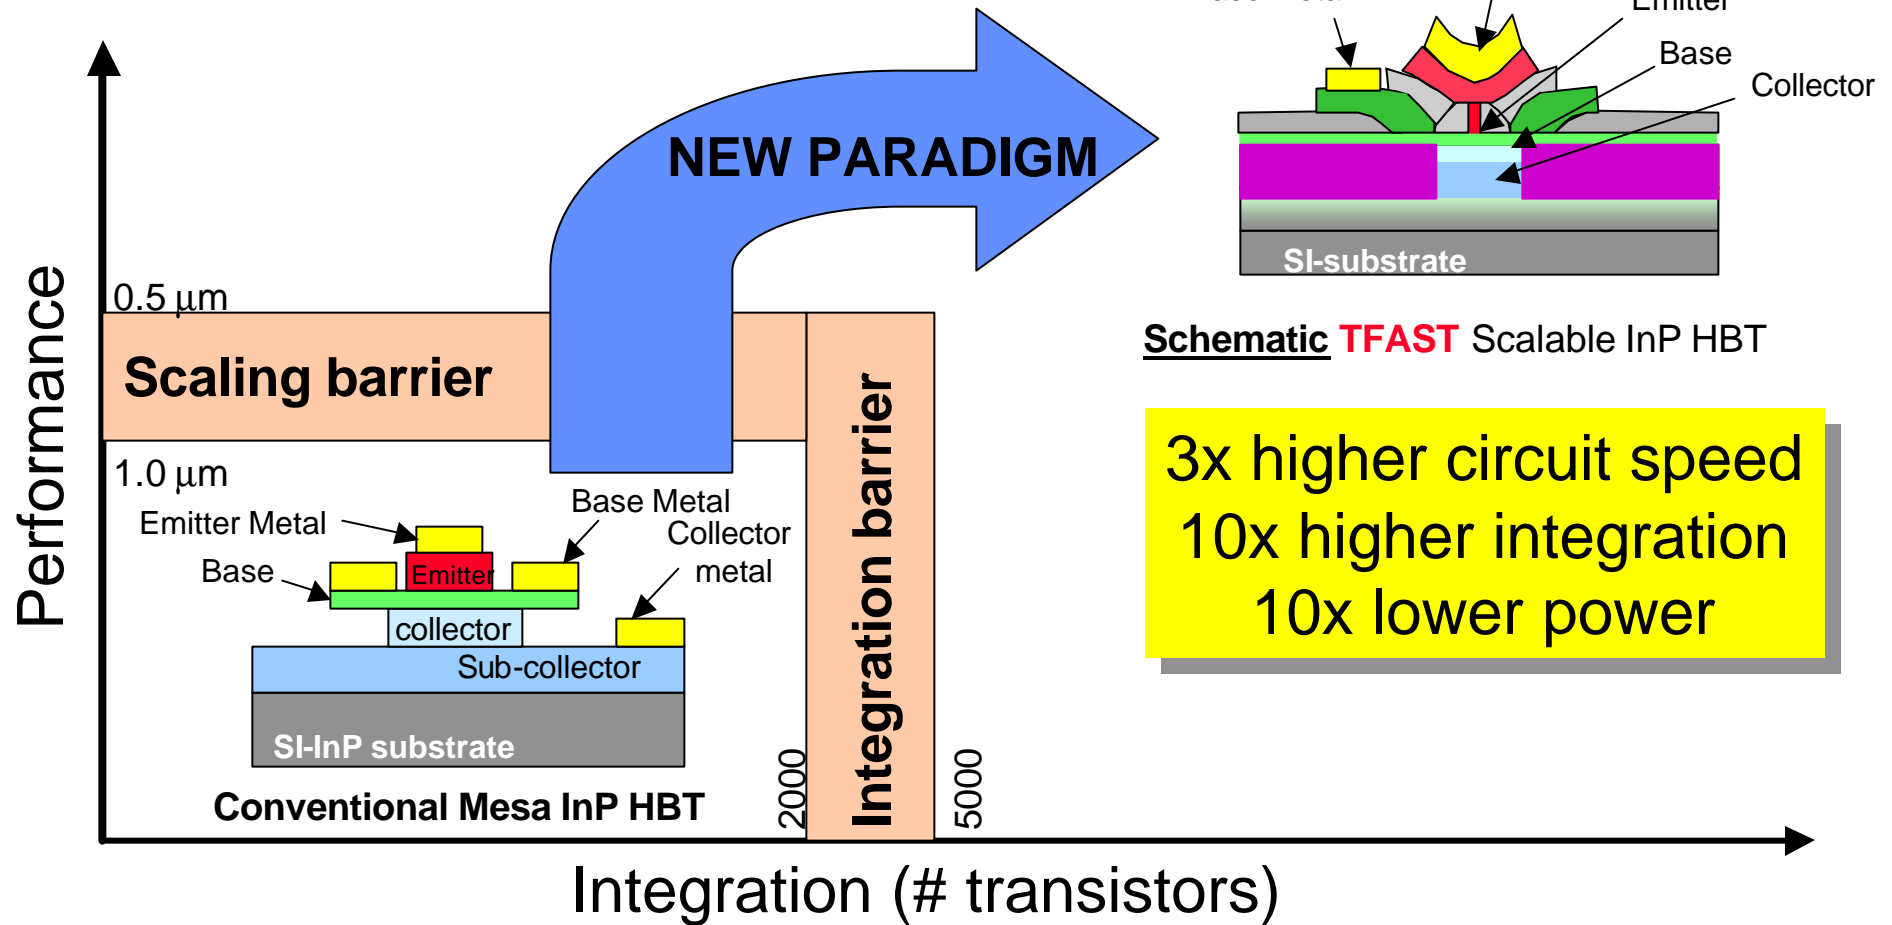 Emitter
Base
Collector
NEW PARADIGM
SI-substrate
Schematic TFAST Scalable InP HBT
Performance
0.5 μm
Scaling barrier
1.0 μm
Emitter Metal
Base Metal
Collector
metal
Base
Emitter
collector
Sub-collector
SI-InP substrate
Conventional Mesa InP HBT
2000
Integration barrier
5000
3x higher circuit speed
10x higher integration
10x lower power
Integration (# transistors)